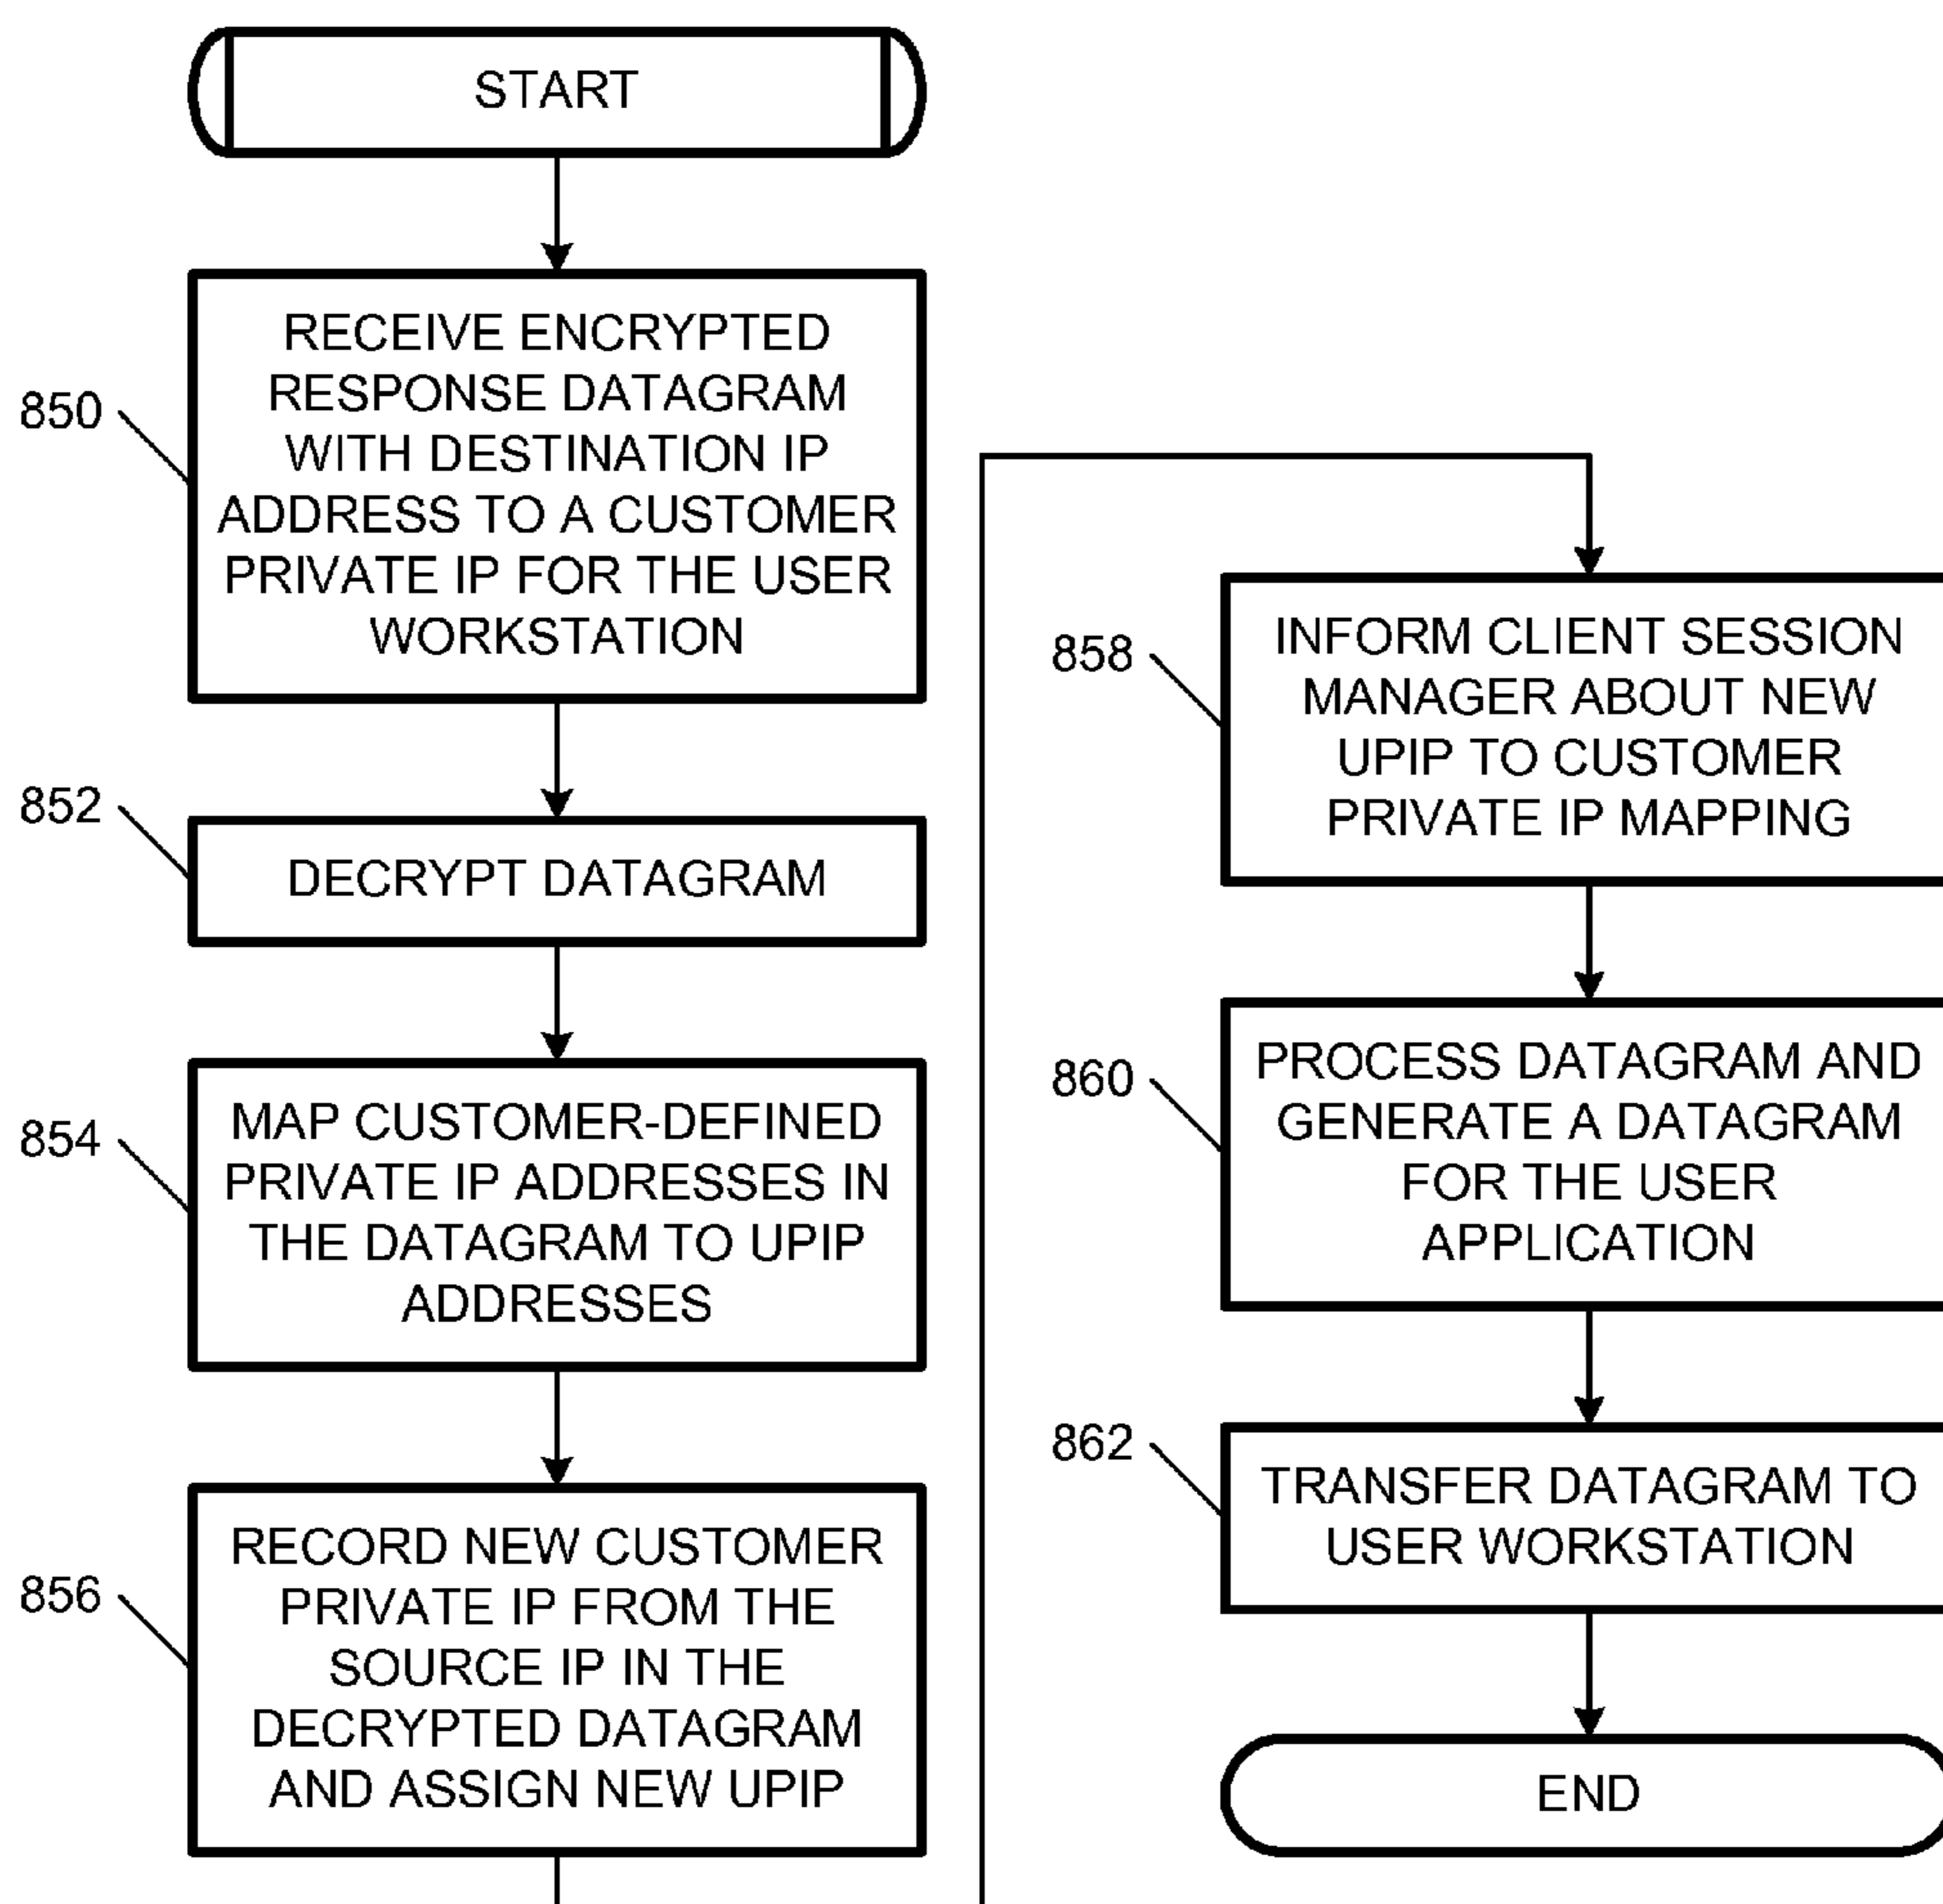 START
850
RECEIVE ENCRYPTED
RESPONSE DATAGRAM
WITH DESTINATION IP
ADDRESS TO A CUSTOMER
PRIVATE IP FOR THE USER
WORKSTATION
852
DECRYPT DATAGRAM
854
MAP CUSTOMER-DEFINED
PRIVATE IP ADDRESSES IN
THE DATAGRAM TO UPIP
ADDRESSES
856
RECORD NEW CUSTOMER
PRIVATE IP FROM THE
SOURCE IP IN THE
DECRYPTED DATAGRAM
AND ASSIGN NEW UPIP
858
INFORM CLIENT SESSION
MANAGER ABOUT NEW
UPIP TO CUSTOMER
PRIVATE IP MAPPING
860
PROCESS DATAGRAM AND
GENERATE A DATAGRAM
FOR THE USER
APPLICATION
862
TRANSFER DATAGRAM TO
USER WORKSTATION
END